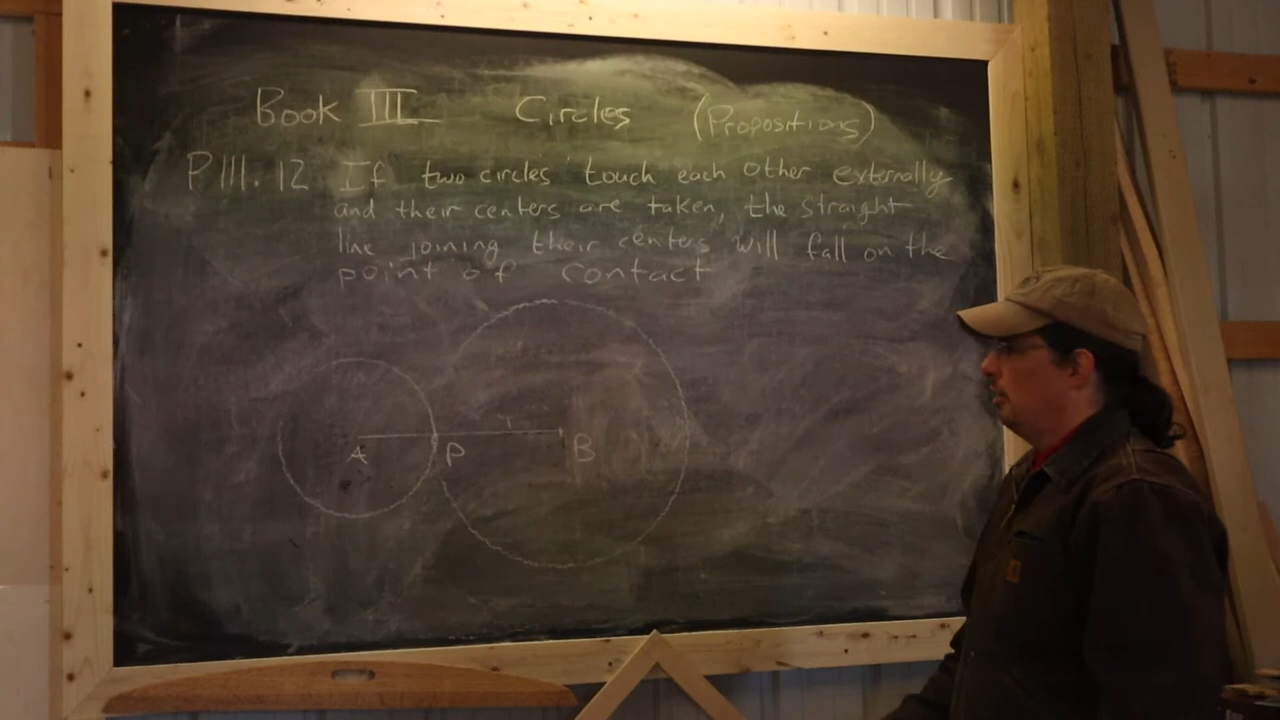 Book III Circles (Propositions)
PIII.12 If two circles touch each other externally
and their centers are taken, the straight
line joining their centers will fall on the
point of contact
A P B